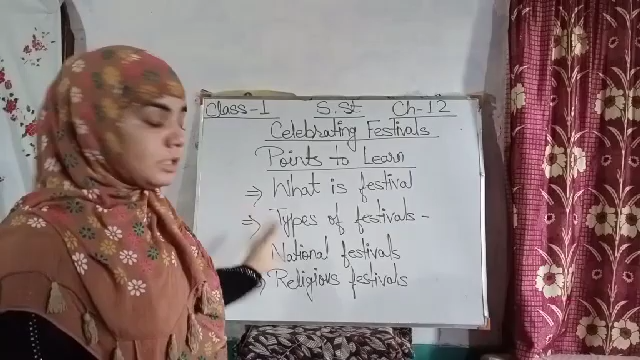 Class-1 S.St. Ch-12
Celebrating Festivals
Points to Learn
⇒ What is festival
⇒ Types of festivals -
National festivals
⇒ Religious festivals